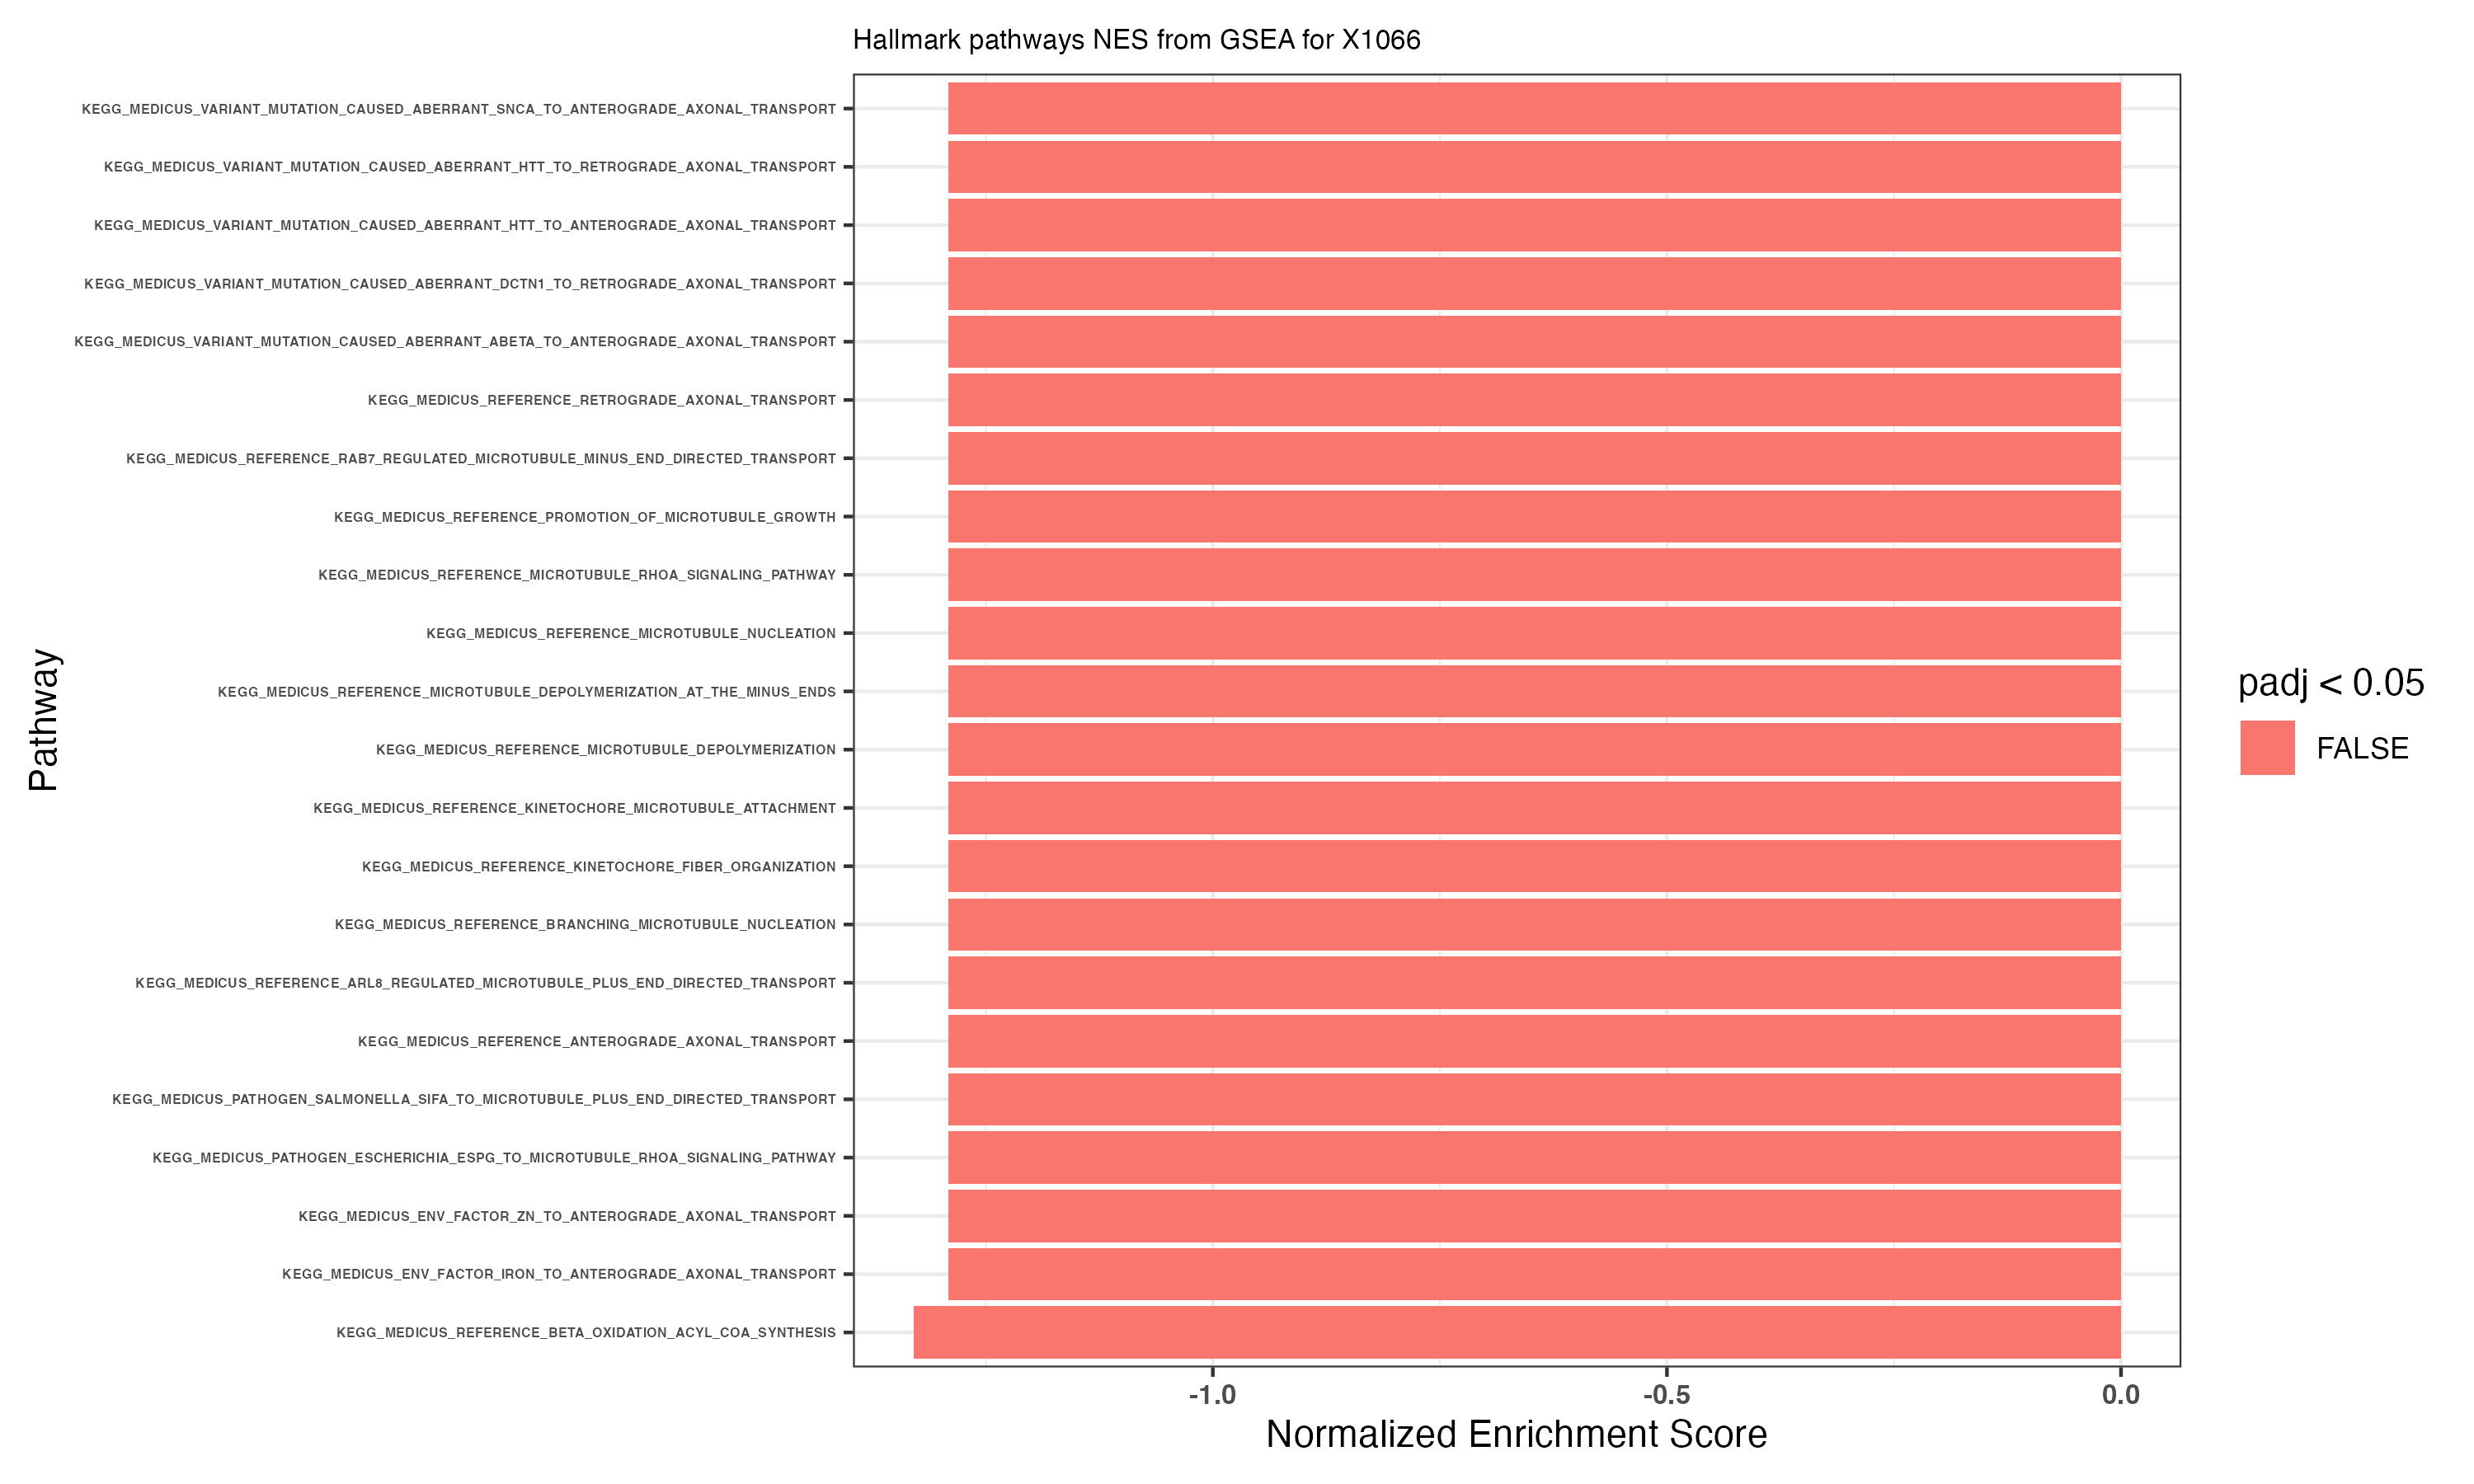 Hallmark pathways NES from GSEA for X1066
KEGG_MEDICUS_VARIANT_MUTATION_CAUSED_ABERRANT_SNCA_TO_ANTEROGRADE_AXONAL_TRANSPORT
KEGG_MEDICUS_VARIANT_MUTATION_CAUSED_ABERRANT_HTT_TO_RETROGRADE_AXONAL_TRANSPORT
KEGG_MEDICUS_VARIANT_MUTATION_CAUSED_ABERRANT_HTT_TO_ANTEROGRADE_AXONAL_TRANSPORT
KEGG_MEDICUS_VARIANT_MUTATION_CAUSED_ABERRANT_DCTN1_TO_RETROGRADE_AXONAL_TRANSPORT
KEGG_MEDICUS_VARIANT_MUTATION_CAUSED_ABERRANT_ABETA_TO_ANTEROGRADE_AXONAL_TRANSPORT
KEGG_MEDICUS_REFERENCE_RETROGRADE_AXONAL_TRANSPORT
KEGG_MEDICUS_REFERENCE_RAB7_REGULATED_MICROTUBULE_MINUS_END_DIRECTED_TRANSPORT
KEGG_MEDICUS_REFERENCE_PROMOTION_OF_MICROTUBULE_GROWTH
KEGG_MEDICUS_REFERENCE_MICROTUBULE_RHOA_SIGNALING_PATHWAY
KEGG_MEDICUS_REFERENCE_MICROTUBULE_NUCLEATION
KEGG_MEDICUS_REFERENCE_MICROTUBULE_DEPOLYMERIZATION_AT_THE_MINUS_ENDS
KEGG_MEDICUS_REFERENCE_MICROTUBULE_DEPOLYMERIZATION
KEGG_MEDICUS_REFERENCE_KINETOCHORE_MICROTUBULE_ATTACHMENT
KEGG_MEDICUS_REFERENCE_KINETOCHORE_FIBER_ORGANIZATION
KEGG_MEDICUS_REFERENCE_BRANCHING_MICROTUBULE_NUCLEATION
KEGG_MEDICUS_REFERENCE_ARL8_REGULATED_MICROTUBULE_PLUS_END_DIRECTED_TRANSPORT
KEGG_MEDICUS_REFERENCE_ANTEROGRADE_AXONAL_TRANSPORT
KEGG_MEDICUS_PATHOGEN_SALMONELLA_SIFA_TO_MICROTUBULE_PLUS_END_DIRECTED_TRANSPORT
KEGG_MEDICUS_PATHOGEN_ESCHERICHIA_ESPG_TO_MICROTUBULE_RHOA_SIGNALING_PATHWAY
KEGG_MEDICUS_ENV_FACTOR_ZN_TO_ANTEROGRADE_AXONAL_TRANSPORT
KEGG_MEDICUS_ENV_FACTOR_IRON_TO_ANTEROGRADE_AXONAL_TRANSPORT
KEGG_MEDICUS_REFERENCE_BETA_OXIDATION_ACYL_COA_SYNTHESIS
Pathway
-1.0 -0.5 0.0
Normalized Enrichment Score
padj < 0.05
FALSE